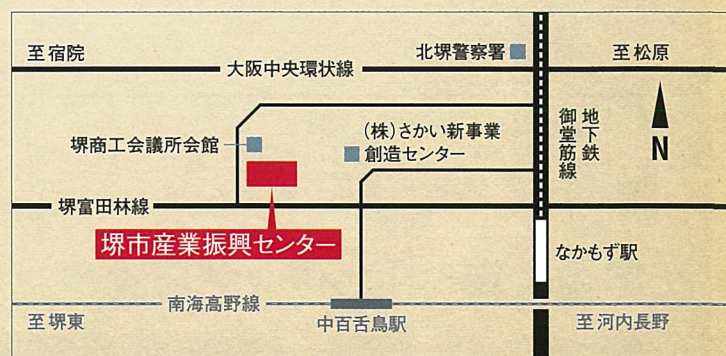 至宿院
北堺警察署
至松原
大阪中央環状線
地下鉄
御堂筋線
N
(株)さかい新事業
創造センター
堺商工会議所会館
堺富田林線
堺市産業振興センター
なかもず駅
南海高野線
至堺東
中百舌鳥駅
至河内長野